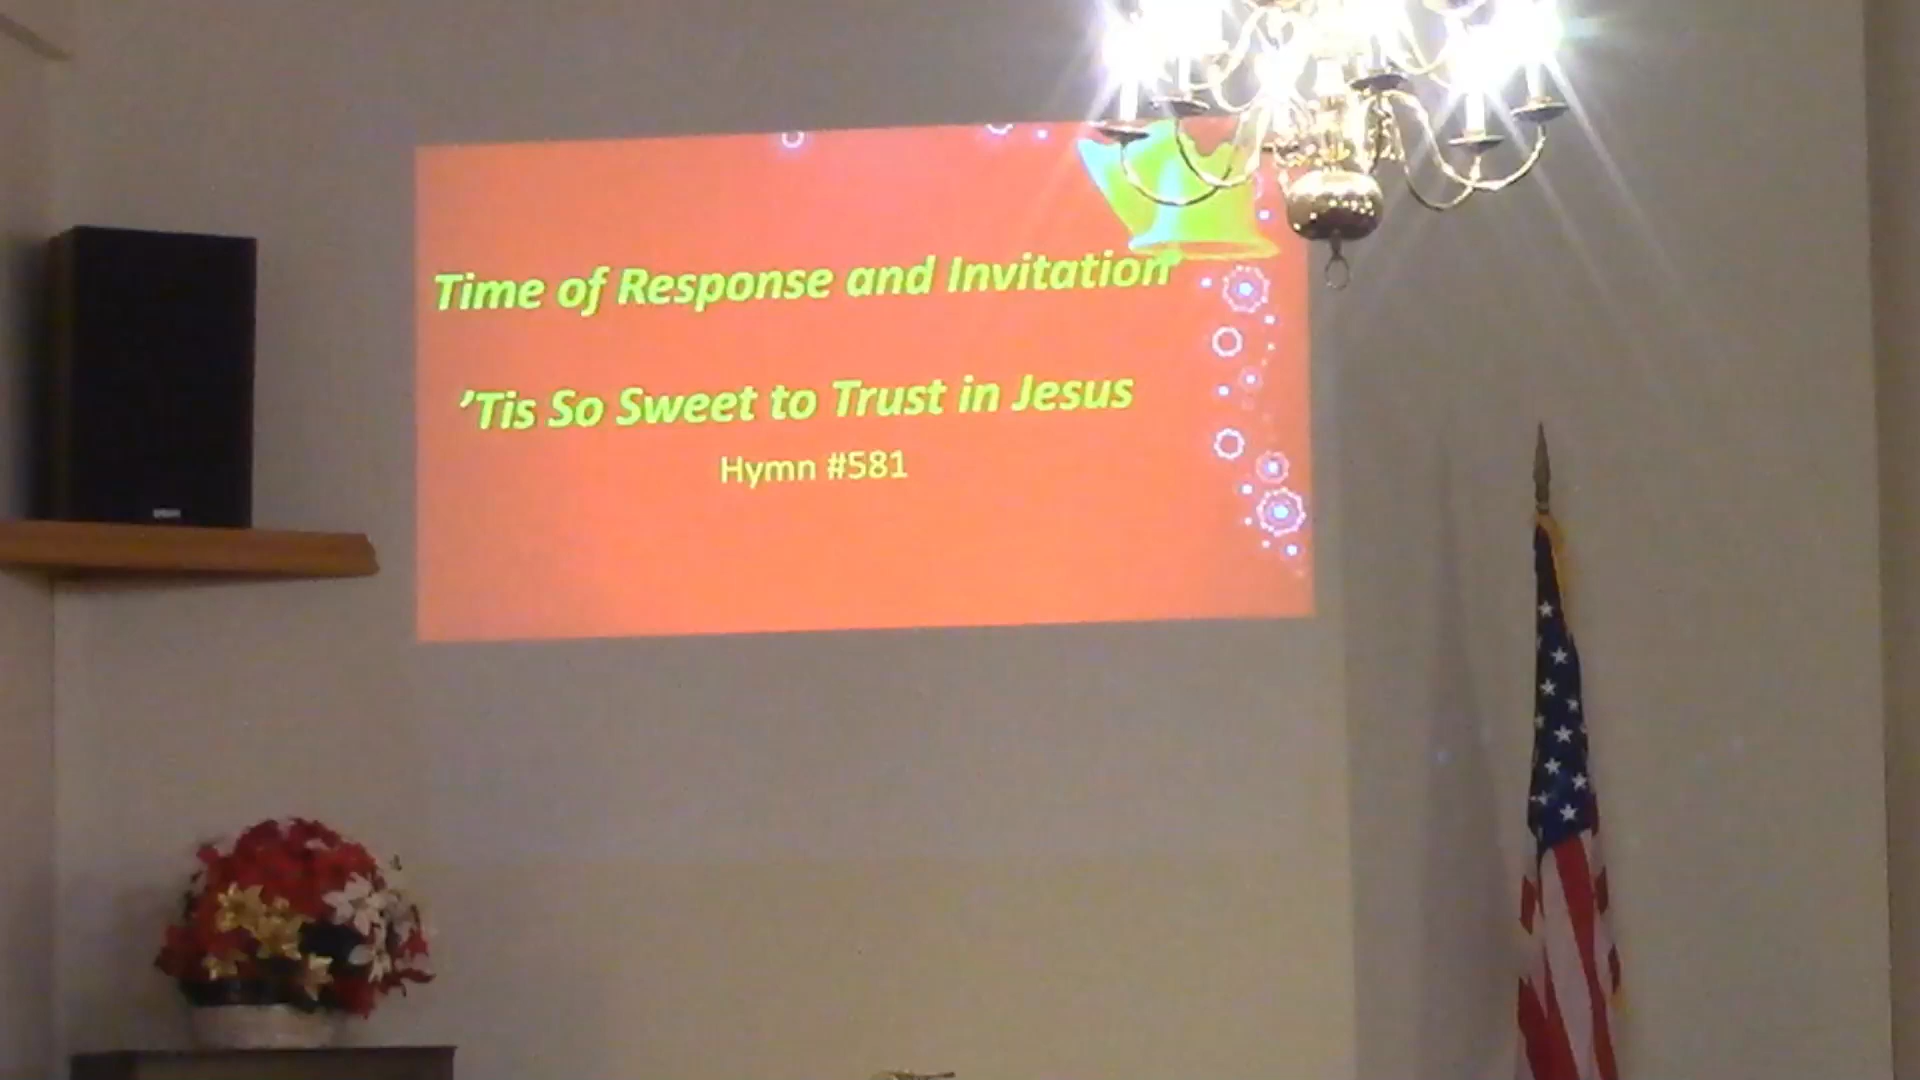 Time of Response and Invitation
’Tis So Sweet to Trust in Jesus
Hymn #581